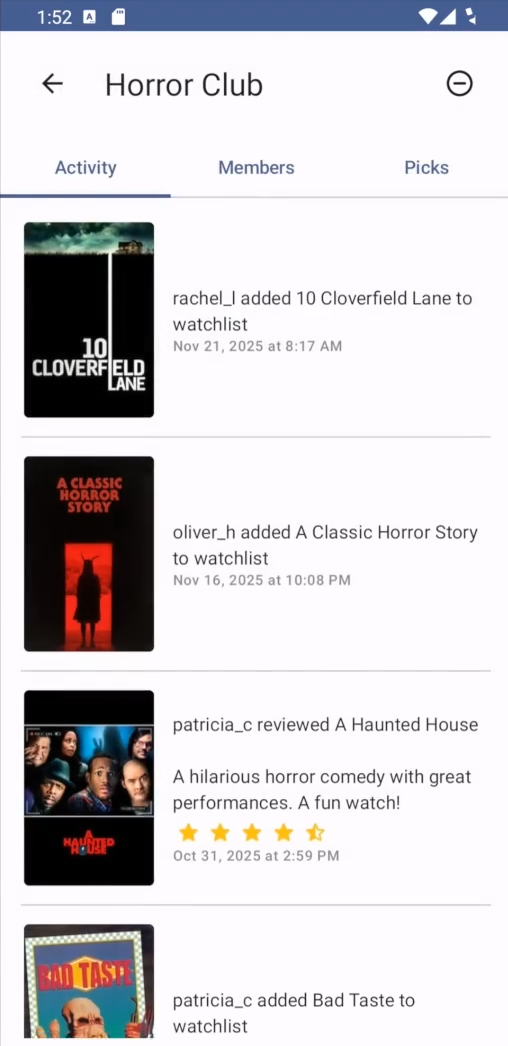 1:52
A
Horror Club
Activity
Members
Picks
10
CLOVERFIELD
LANE
rachel_l added 10 Cloverfield Lane to
watchlist
Nov 21, 2025 at 8:17 AM
A CLASSIC
HORROR
STORY
oliver_h added A Classic Horror Story
to watchlist
Nov 16, 2025 at 10:08 PM
A
HAUNTED
HOUSE
patricia_c reviewed A Haunted House
A hilarious horror comedy with great
performances. A fun watch!
Oct 31, 2025 at 2:59 PM
BAD TASTE
patricia_c added Bad Taste to
watchlist